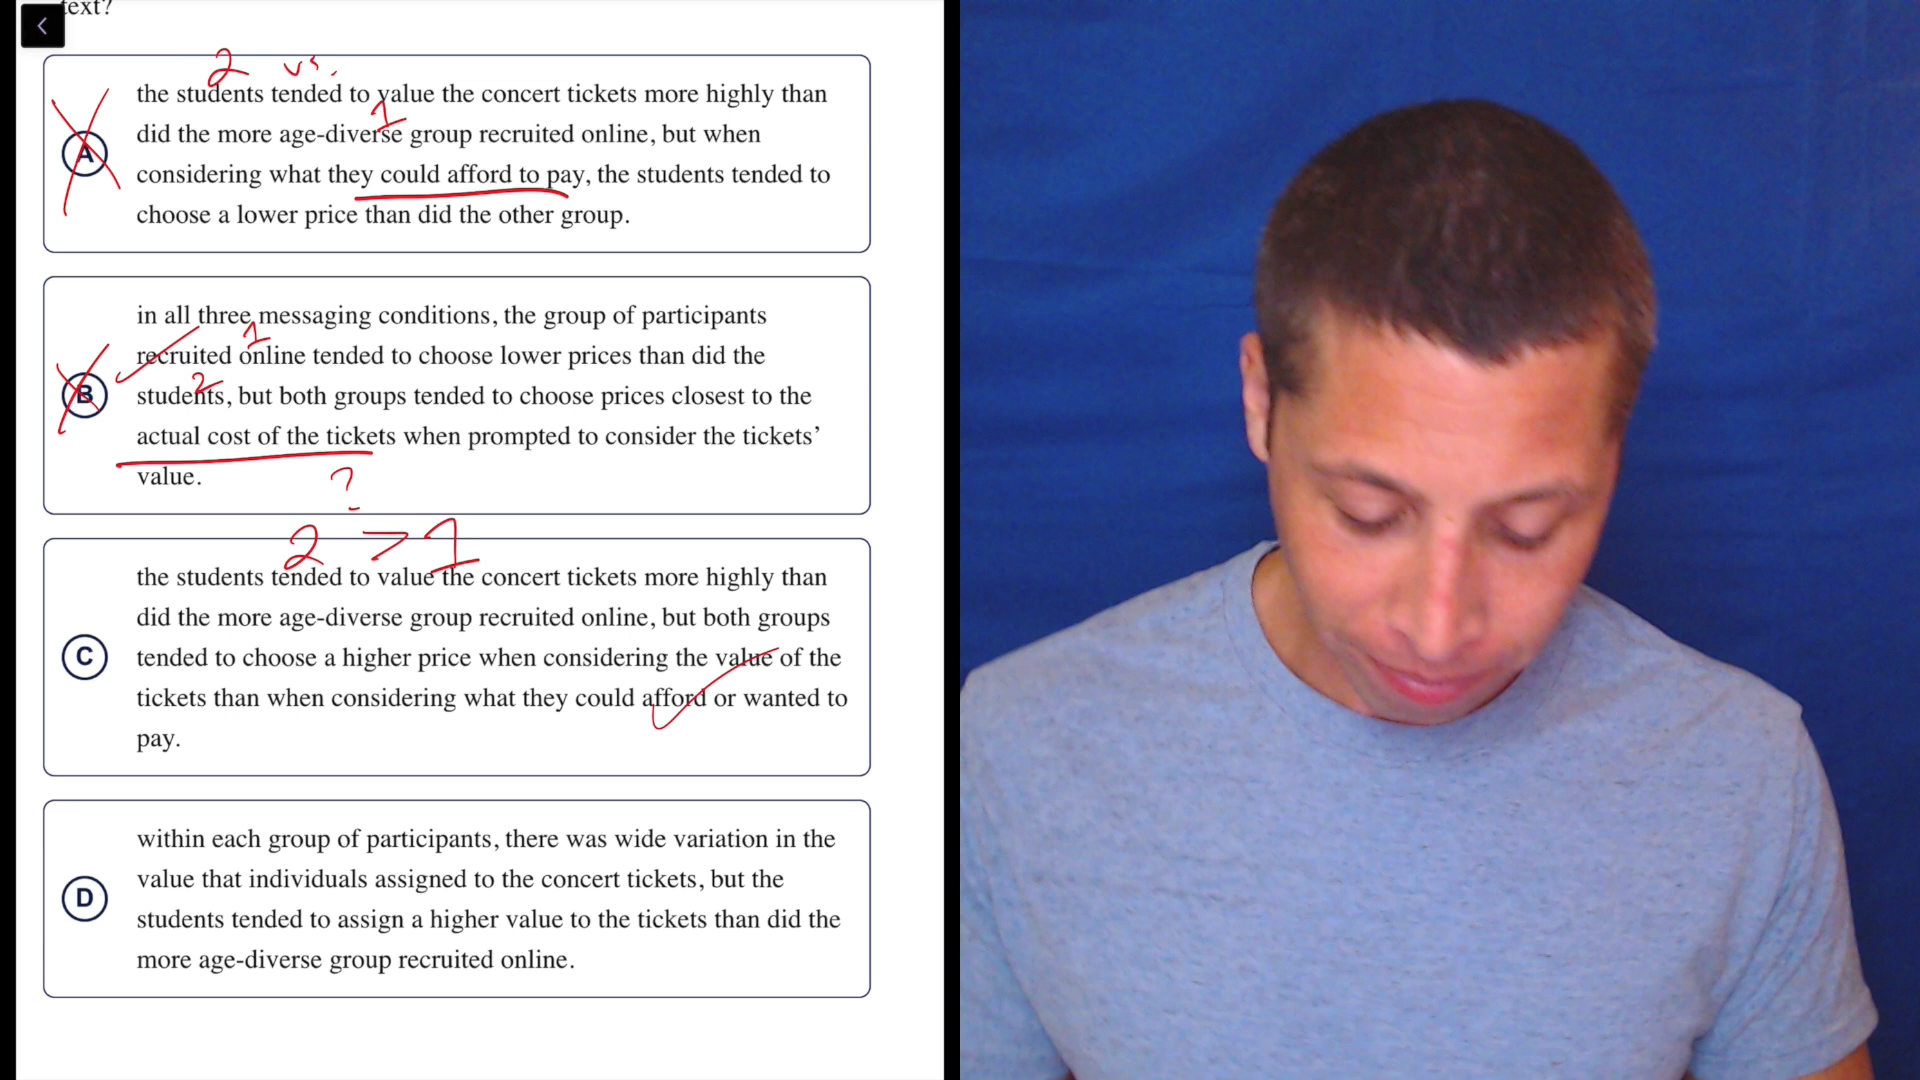 text?
2 vs.
the students tended to value the concert tickets more highly than
1
did the more age-diverse group recruited online, but when
A
considering what they could afford to pay, the students tended to
choose a lower price than did the other group.
in all three messaging conditions, the group of participants
1
recruited online tended to choose lower prices than did the
2
B
students, but both groups tended to choose prices closest to the
actual cost of the tickets when prompted to consider the tickets’
value.
?
2 > 1
the students tended to value the concert tickets more highly than
did the more age-diverse group recruited online, but both groups
C
tended to choose a higher price when considering the value of the
tickets than when considering what they could afford or wanted to
pay.
within each group of participants, there was wide variation in the
value that individuals assigned to the concert tickets, but the
D
students tended to assign a higher value to the tickets than did the
more age-diverse group recruited online.